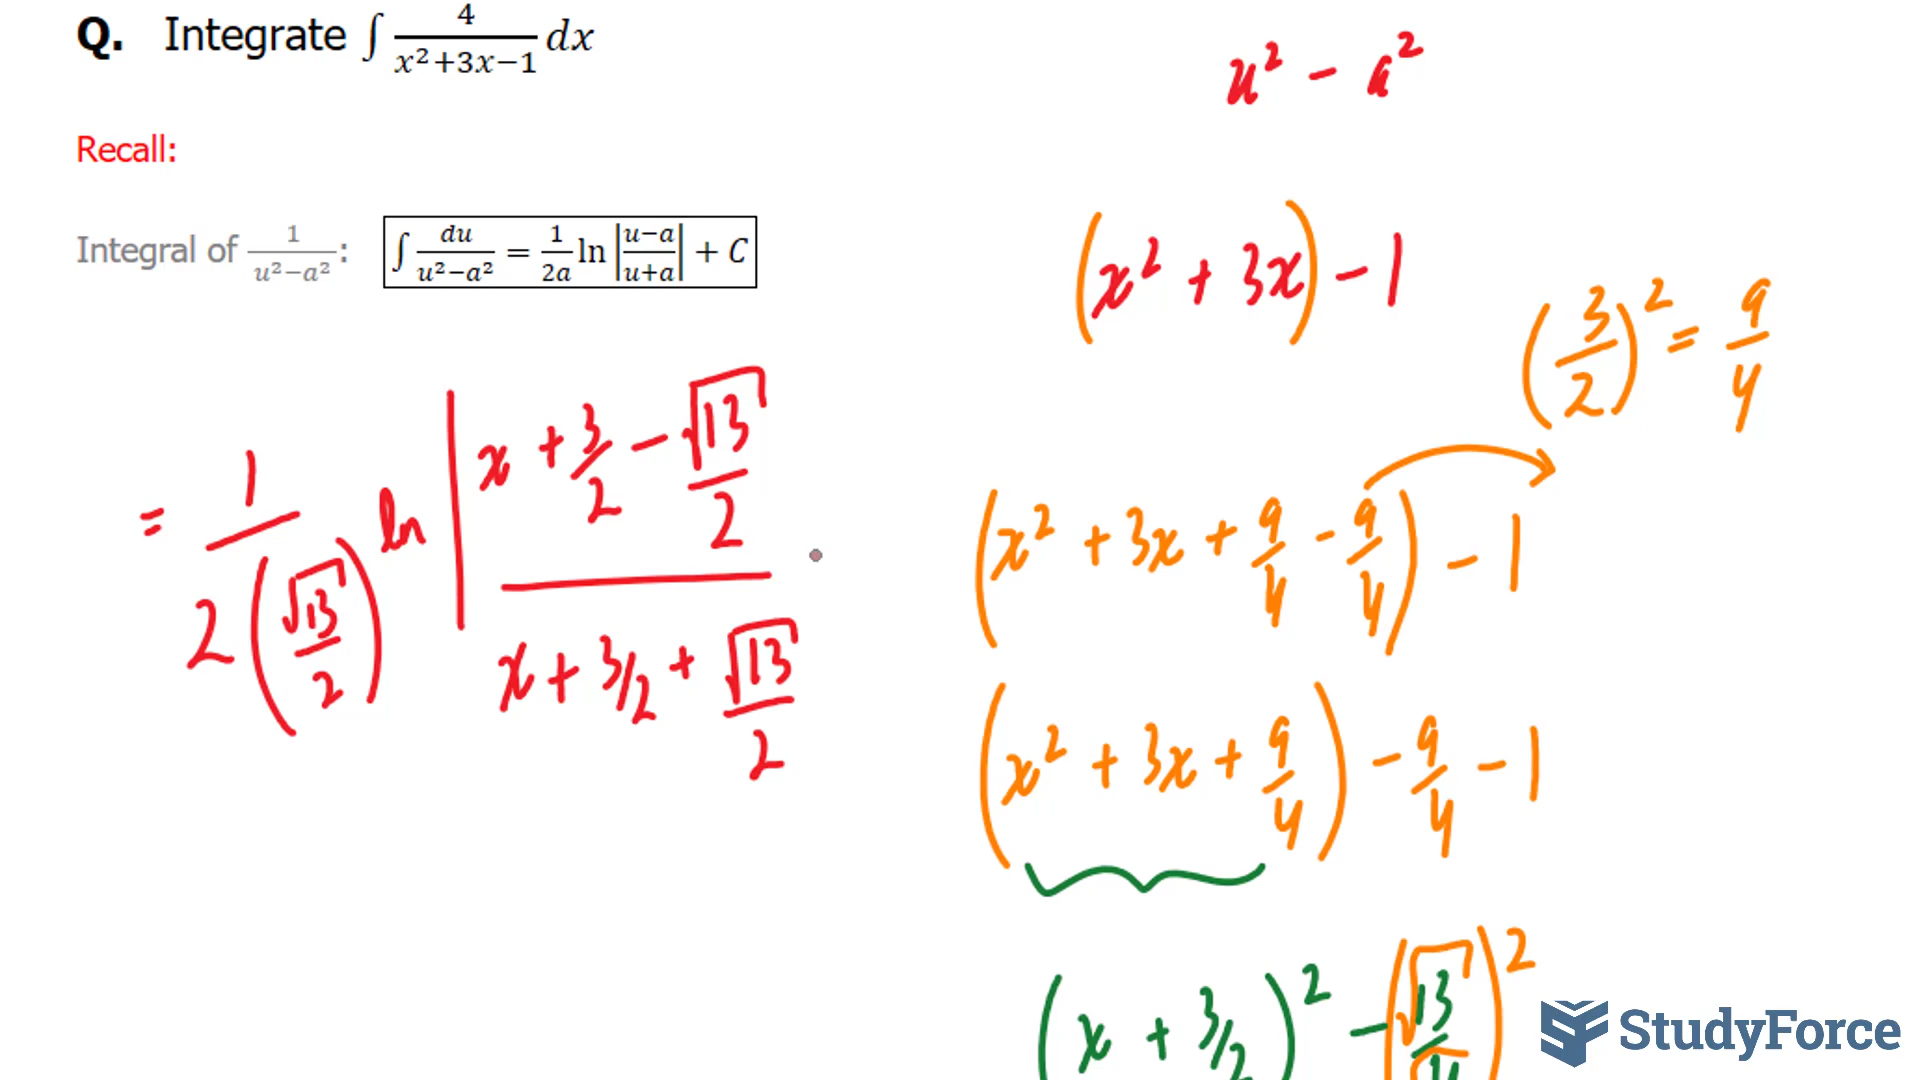 Q. Integrate ∫ 4/(x²+3x−1) dx
Recall:
Integral of 1/(u²−a²): ∫ du/(u²−a²) = 1/(2a) ln |(u−a)/(u+a)| + C
= 1/(2(√13/2)) ln | (x + 3/2 − √13/2)/(x + 3/2 + √13/2)
u² − a²
(x² + 3x) − 1
(3/2)² = 9/4
(x² + 3x + 9/4 − 9/4) − 1
(x² + 3x + 9/4) − 9/4 − 1
(x + 3/2)² − (√13/√4)²
StudyForce